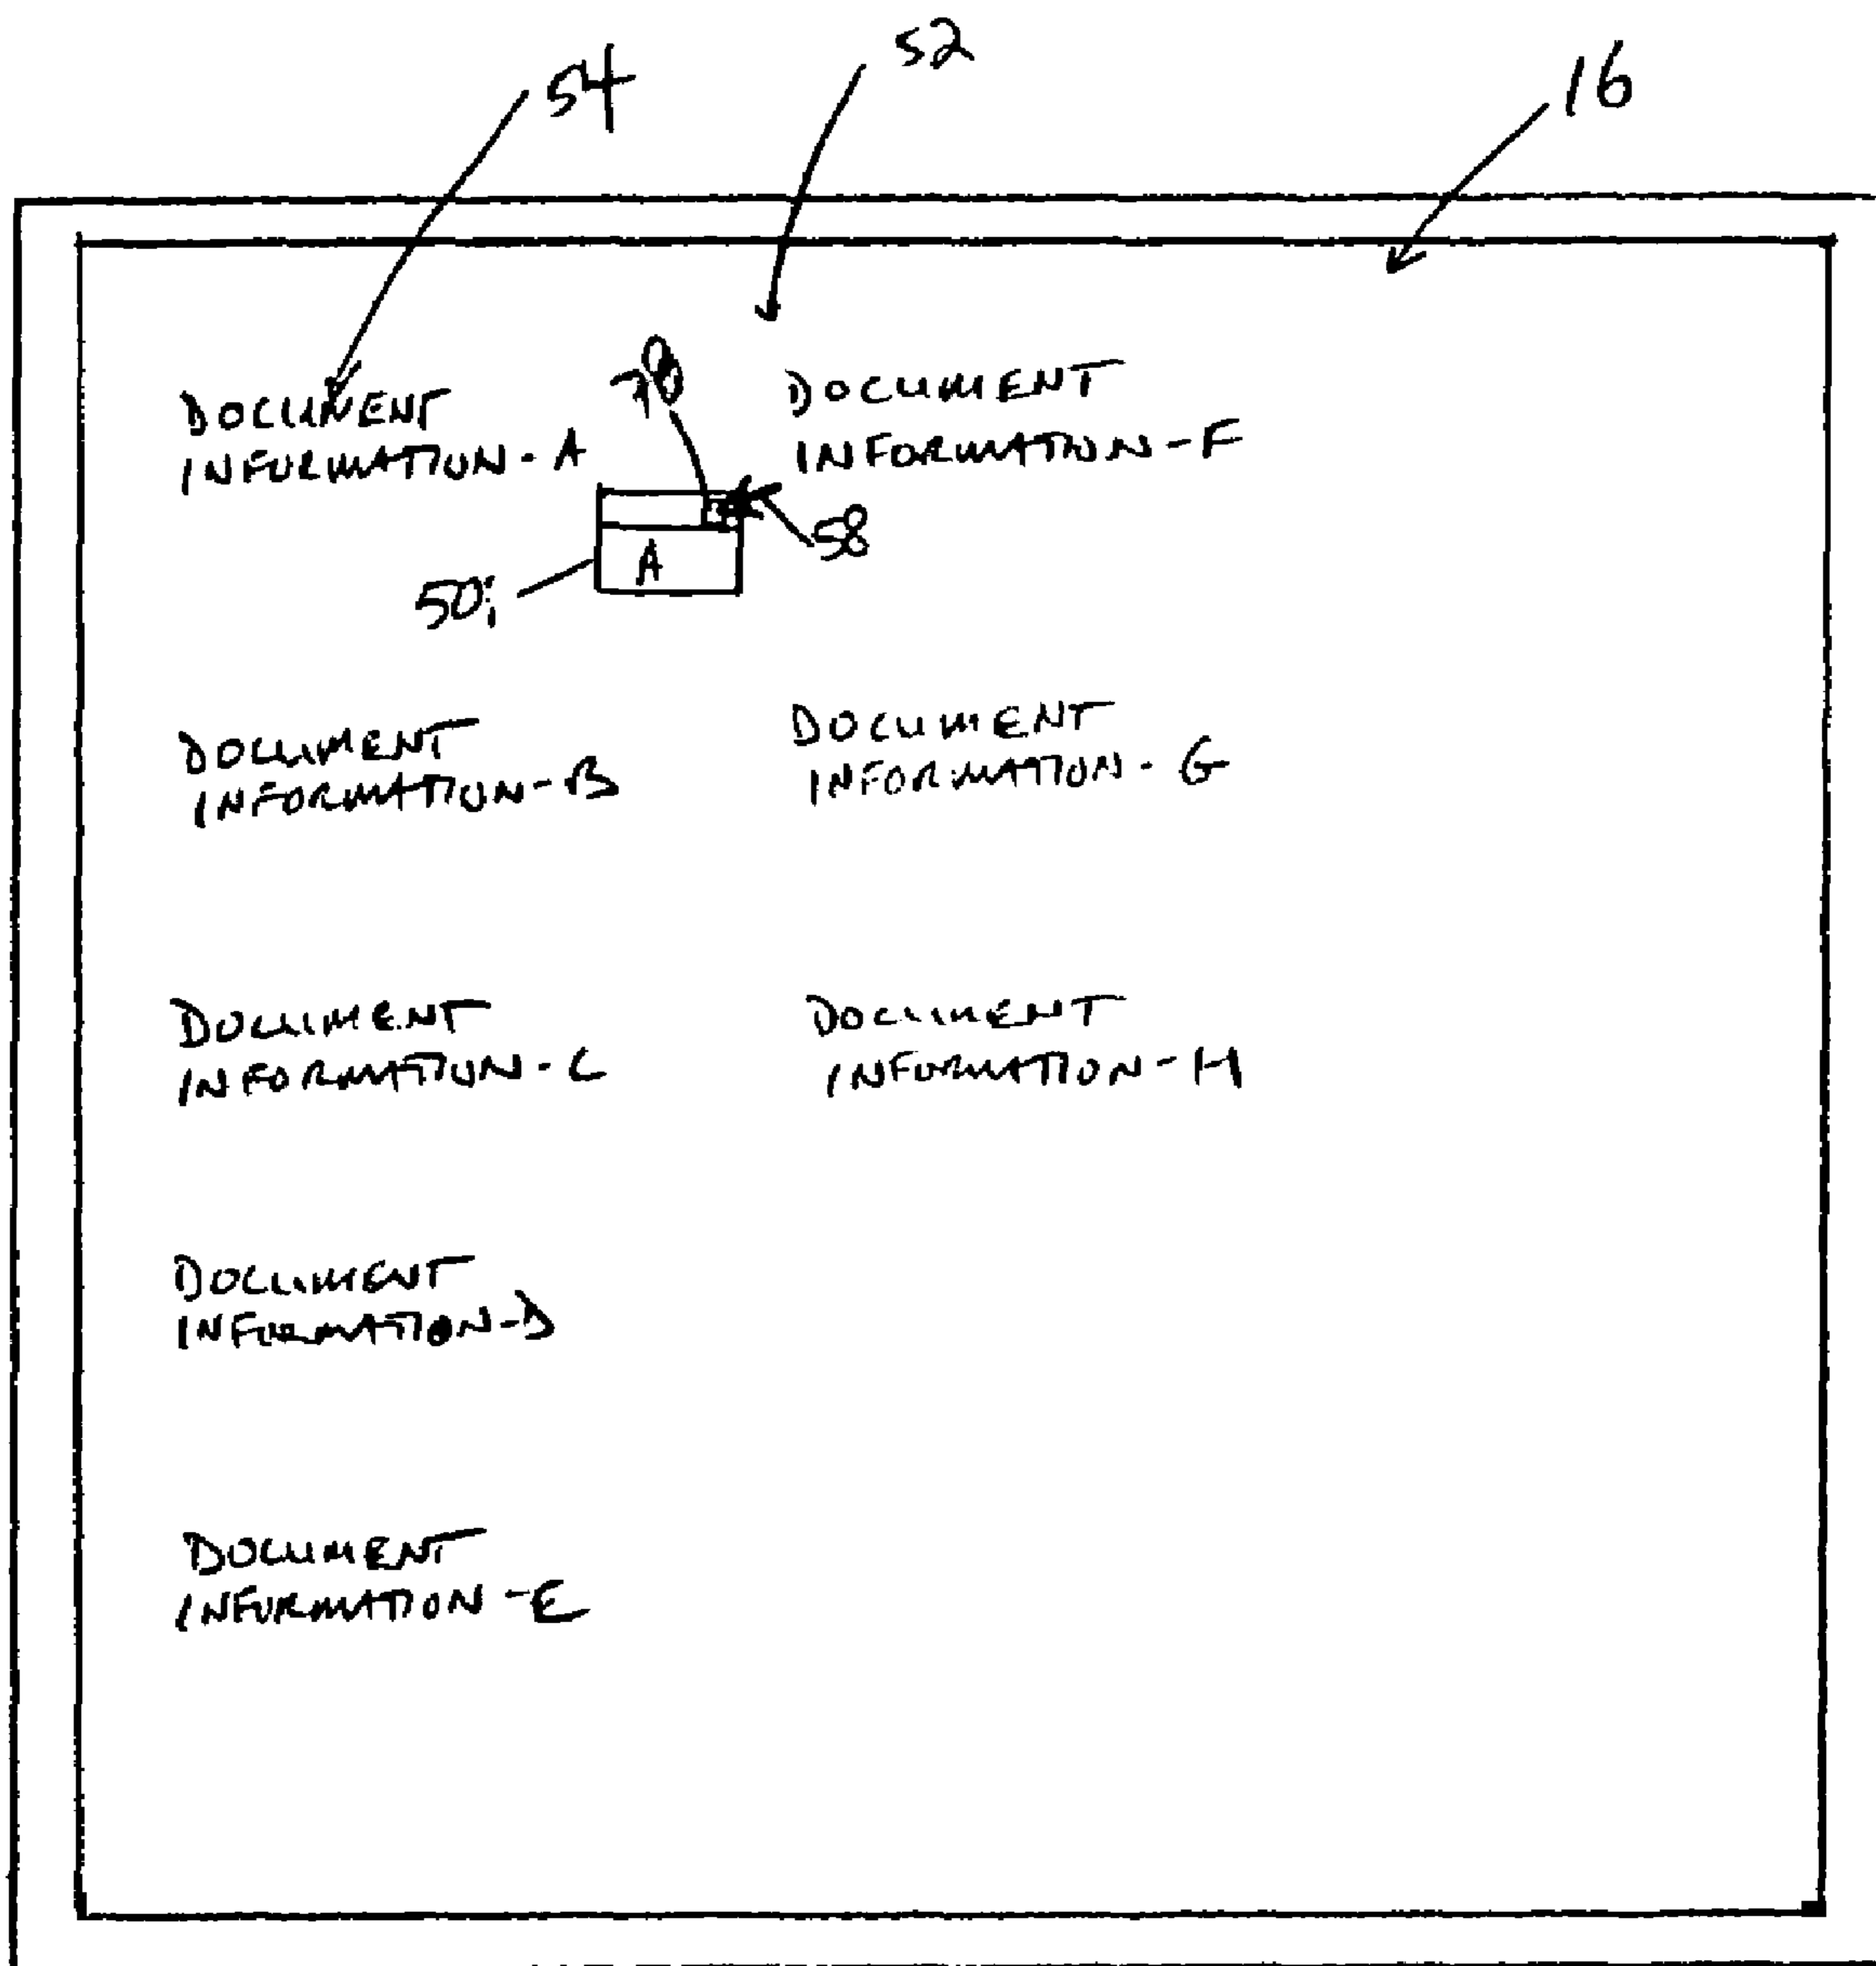 54
52
16
DOCUMENT
INFORMATION - A
DOCUMENT
INFORMATION - F
58
A
50i
DOCUMENT
INFORMATION - B
DOCUMENT
INFORMATION - G
DOCUMENT
INFORMATION - C
DOCUMENT
INFORMATION - H
DOCUMENT
INFORMATION - D
DOCUMENT
INFORMATION - E